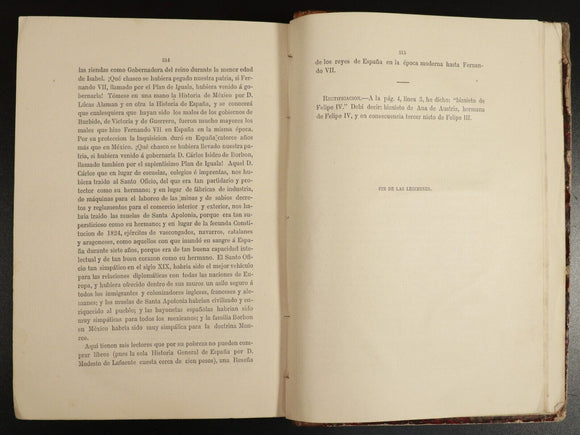 514
las riendas como Gobernadora del reino durante la menor edad
de Isabel. ¡Qué chasco se hubiera pegado nuestra patria, si Fer-
nando VII, llamado por el Plan de Iguala, hubiera venido á go-
bernarla! Tómese en una mano la Historia de México por D.
Lúcas Alaman y en otra la Historia de España, y se conocerá
que cualesquiera que hayan sido los males de los gobiernos de
Iturbide, de Victoria y de Guerrero, fueron mucho mayores los
males que hizo Fernando VII en España en la misma época.
Por su proteccion la Inquisicion duró en España colorce años
más que en México. ¡Qué chasco se hubiera llevado nuestra pa-
tria, si hubiera venido á gobernarla D. Cárlos Isidro de Borbon,
llamado tambien por el sapientísimo Plan de Iguala! Aquel D.
Cárlos que en lugar de escuelas, colegios é imprentas, nos hu-
biera traido al Santo Oficio, del que era tan partidario y pro-
tector como su hermano; y en lugar de fábricas de industria,
de máquinas para el laboreo de las minas y de sabios decre-
tos y reglamentos para el comercio interior y exterior, nos ha-
bria traido las muelas de Santa Apolonia, porque era tan su-
persticioso como su hermano; y en lugar de la fecunda Constitu-
cion de 1824, ejércitos de vascongados, navarros, catalanes
y aragoneses, como aquellos con que inundó en sangre á Espa-
ña durante siete años, porque era de tan buena capacidad inte-
lectual y de tan buen corazon como su hermano. El Santo Ofi-
cio tan simpático en el siglo XIX, habria sido el mejor vehículo
para las relaciones diplomáticas con todas las naciones de Eu-
ropa, y hubiera ofrecido dentro de sus muros un asilo seguro á
todos los inmigrantes y colonizadores ingleses, franceses y ale-
manes; y las muelas de Santa Apolonia habrian civilizado y en-
riquecido al pueblo; y las bayonetas españolas habrian sido
muy simpáticas para todos los mexicanos; y la familia Borbon
en México habria sido muy simpática para la doctrina Mon-
roe.
Aquí tienen mis lectores que por su pobreza no pueden com-
prar libros (pues la sola Historia General de España por D.
Modesto de Lafuente cuesta cerca de cien pesos), una Reseña
515
de los reyes de España en la época moderna hasta Fernan-
do VII.
RECTIFICACION.—A la pág. 4, línea 3, he dicho: "biznieto de
Felipe IV." Debí decir: biznieto de Ana de Austria, hermana
de Felipe IV, y en consecuencia tercer nieto de Felipe III.
FIN DE LAS LECCIONES.